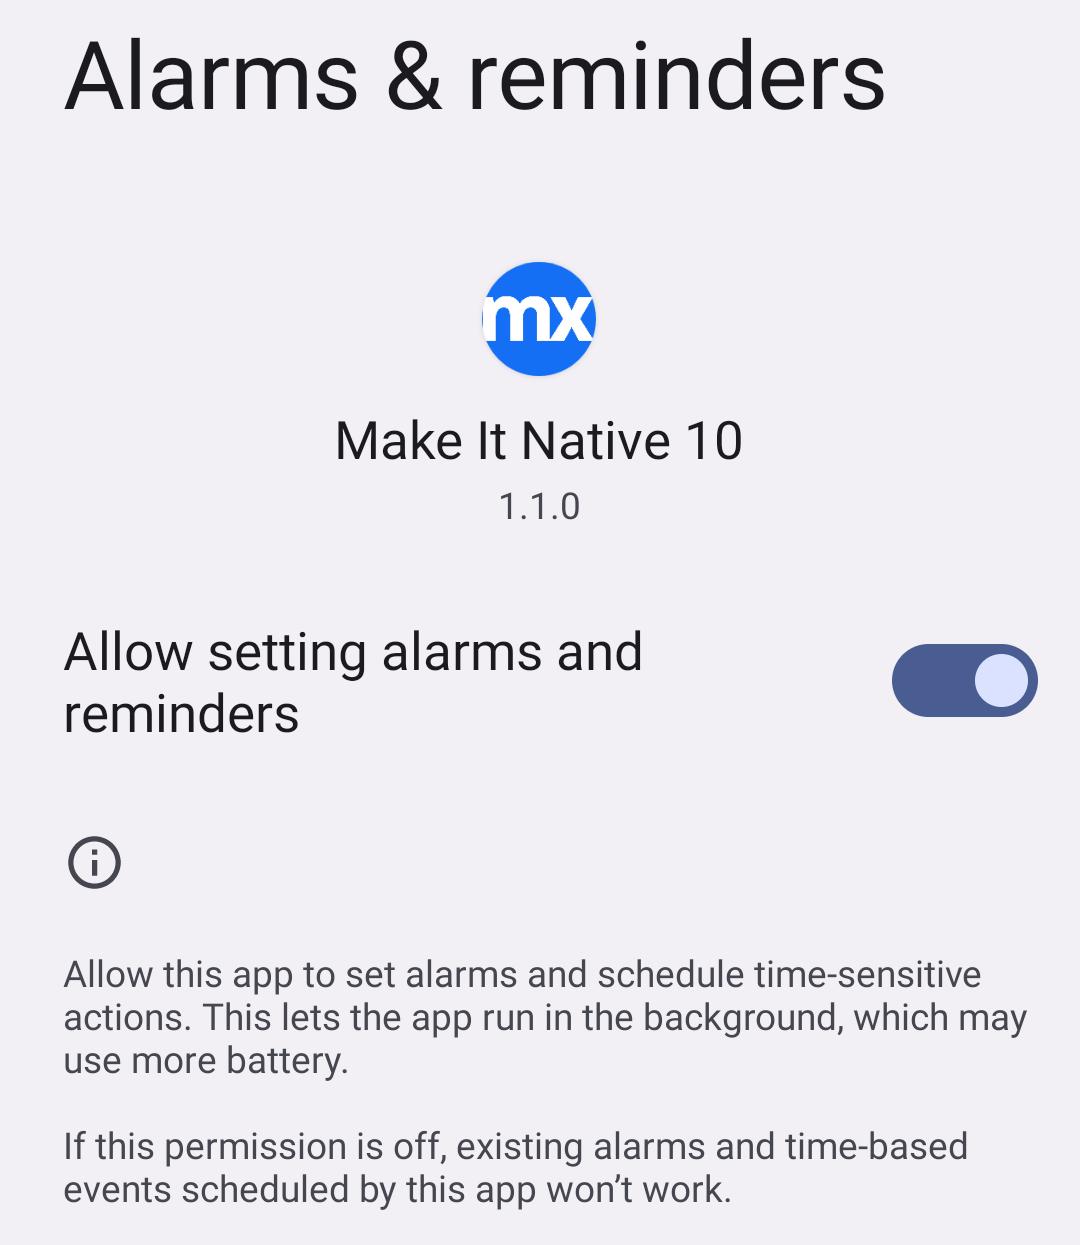 Alarms & reminders
mx
Make It Native 10
1.1.0
Allow setting alarms and
reminders
Allow this app to set alarms and schedule time-sensitive
actions. This lets the app run in the background, which may
use more battery.
If this permission is off, existing alarms and time-based
events scheduled by this app won’t work.